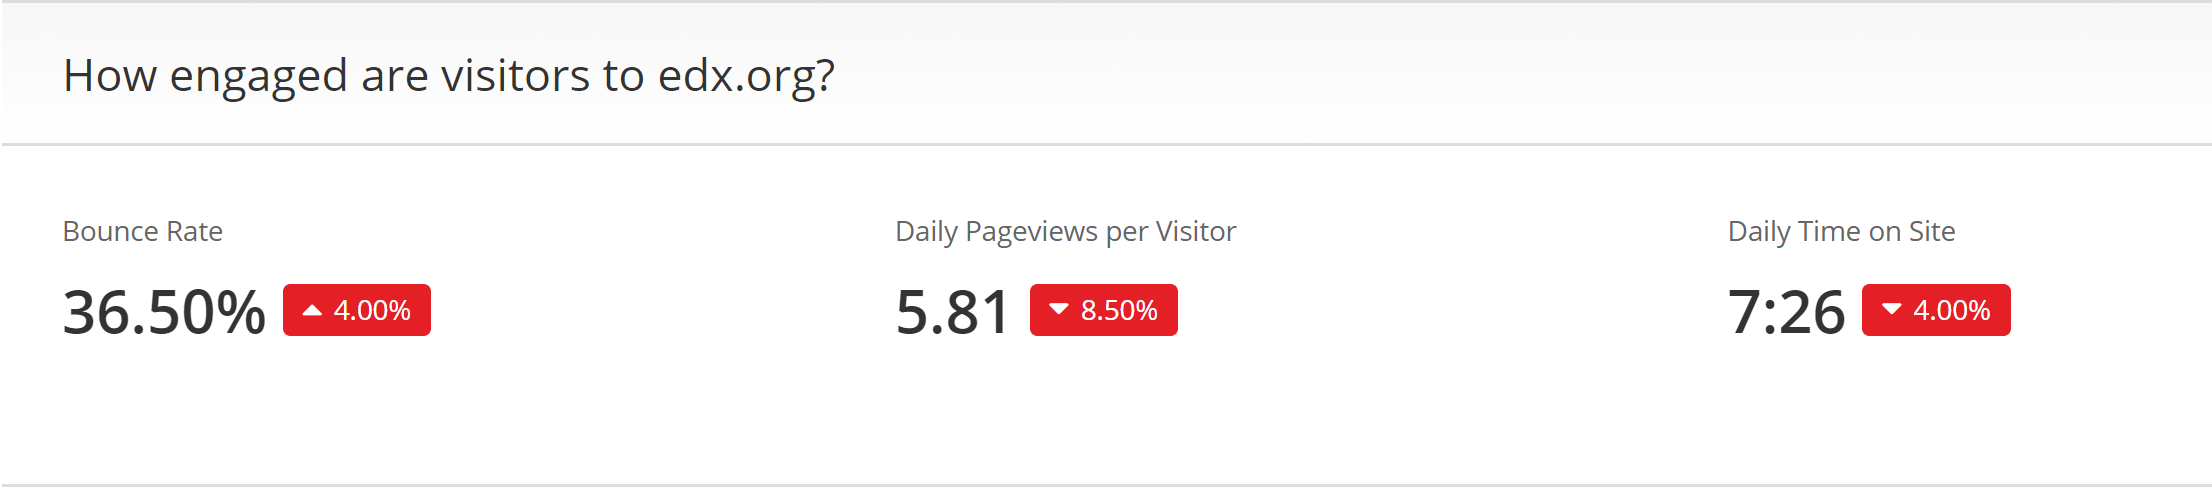 How engaged are visitors to edx.org?
Bounce Rate
36.50% ▲ 4.00%
Daily Pageviews per Visitor
5.81 ▼ 8.50%
Daily Time on Site
7:26 ▼ 4.00%